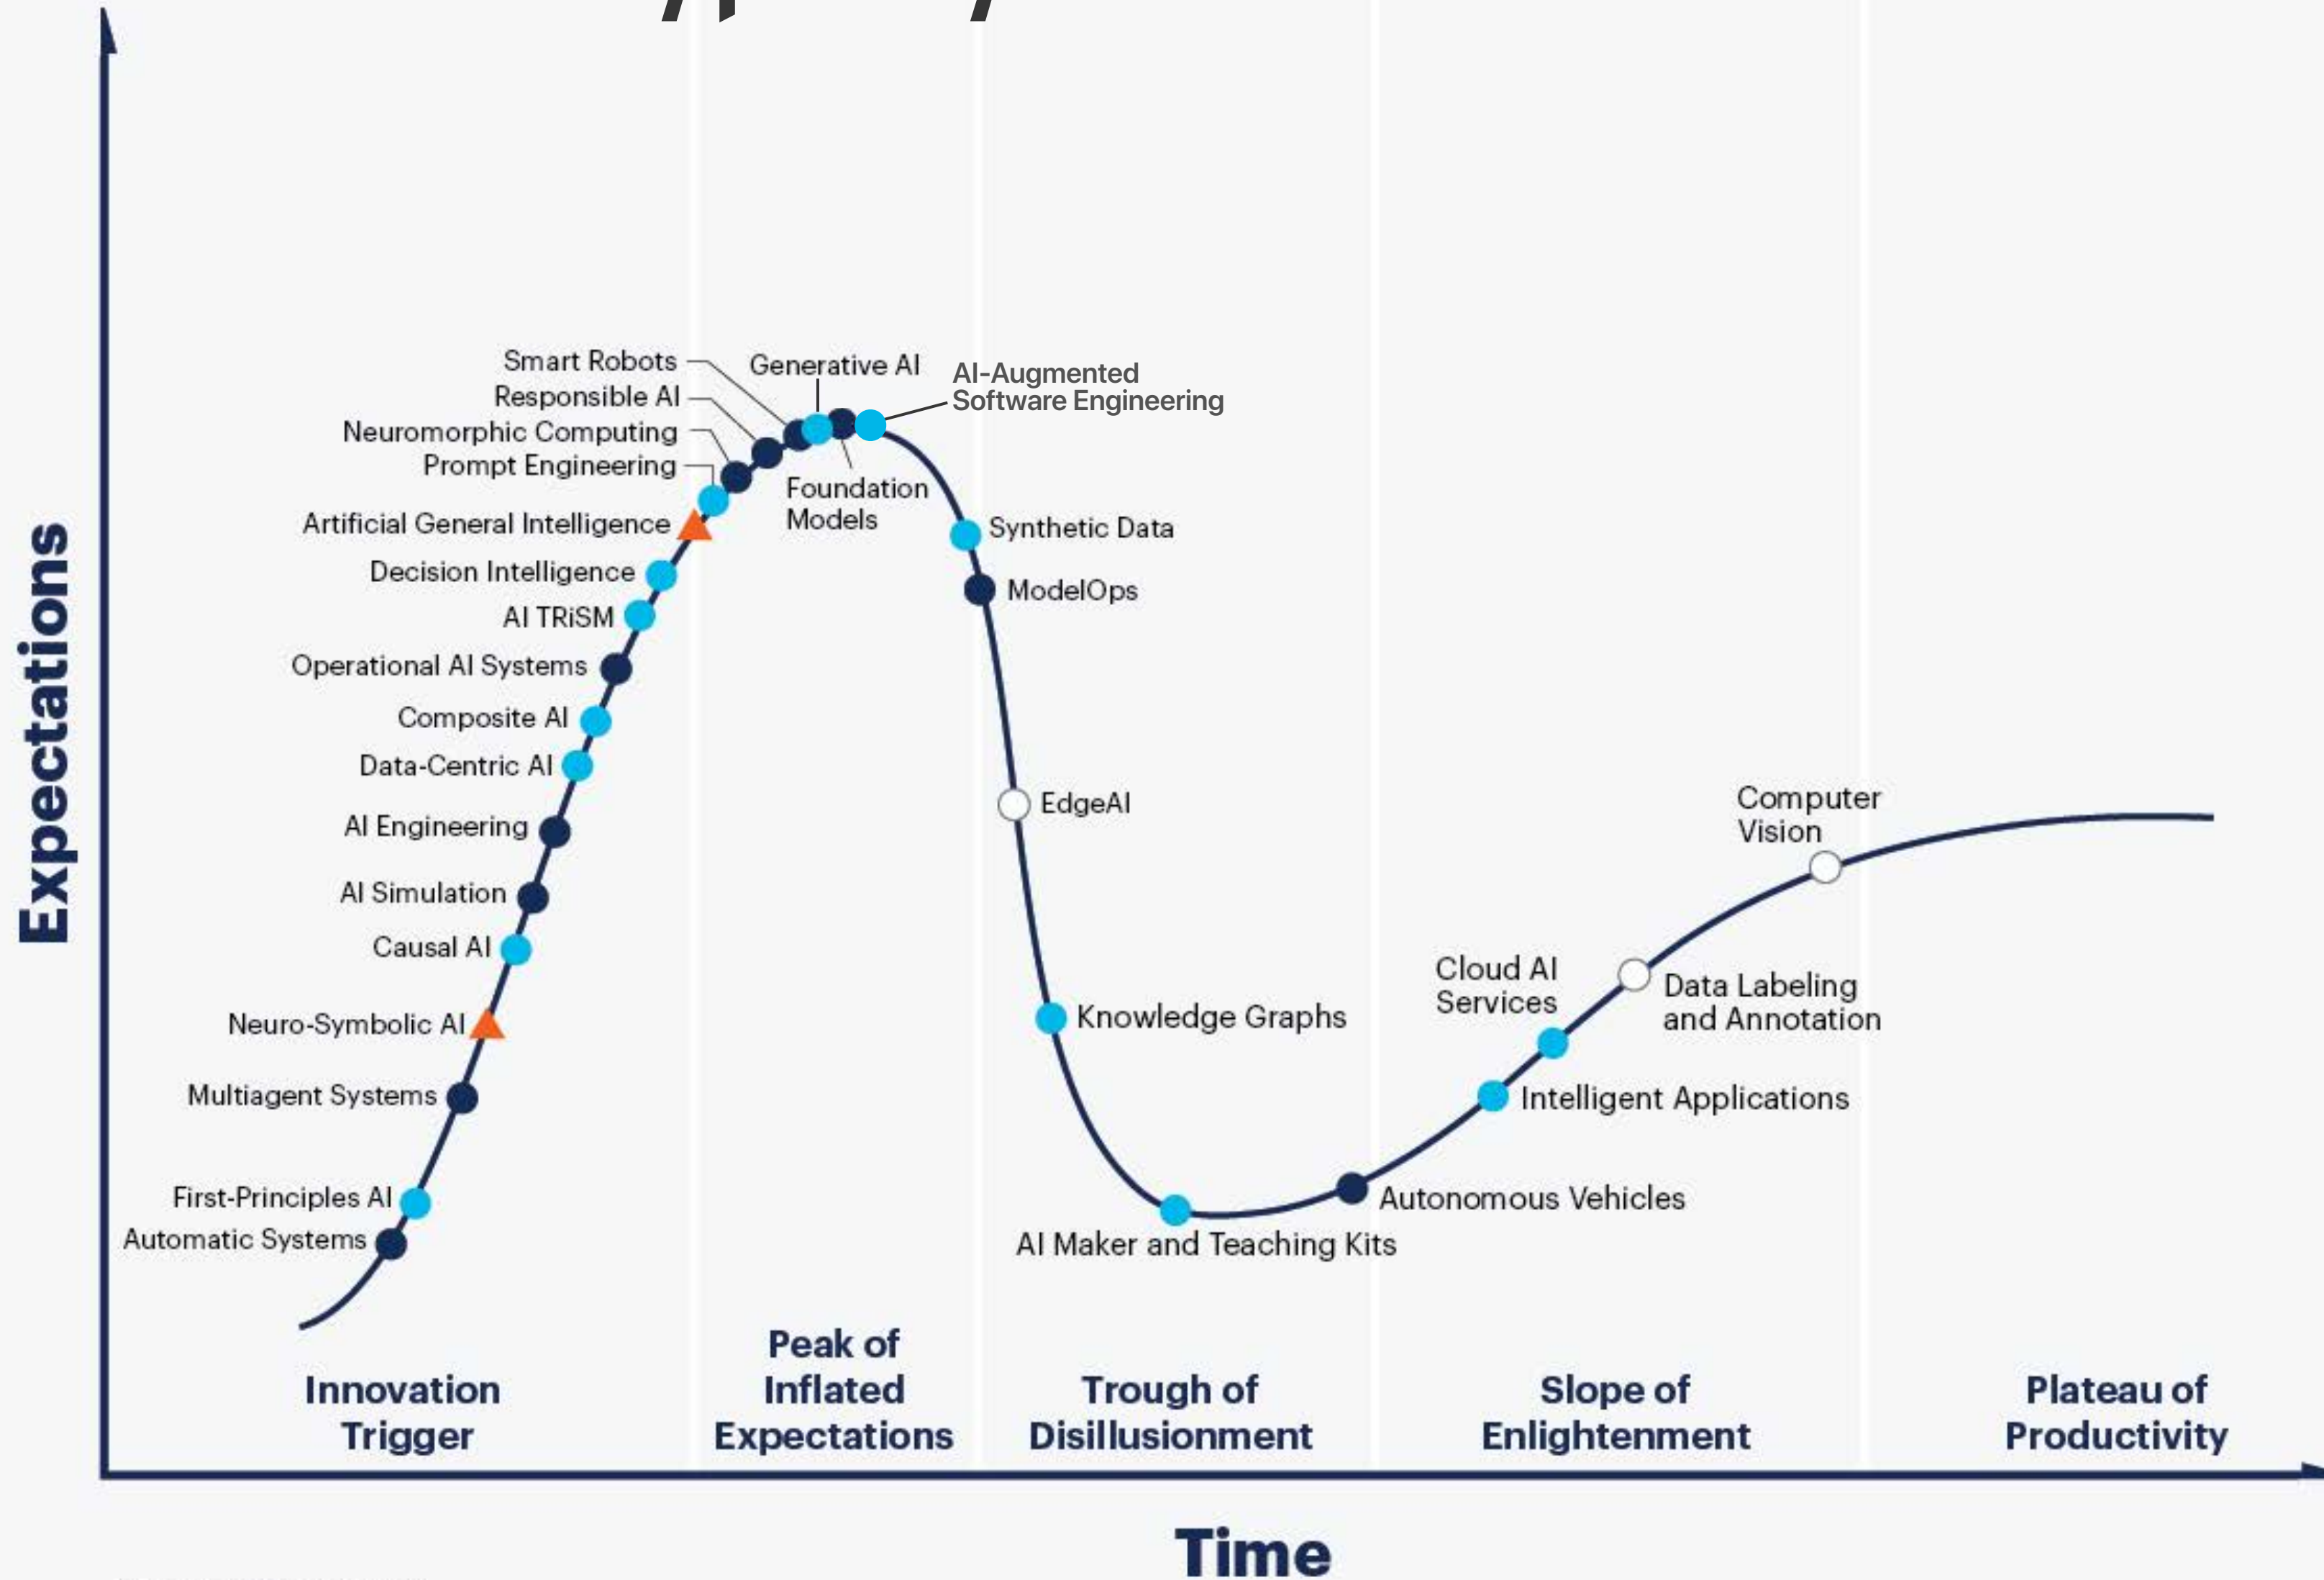 Smart Robots
Generative AI
AI-Augmented
Software Engineering
Responsible AI
Neuromorphic Computing
Prompt Engineering
Foundation
Models
Artificial General Intelligence
Synthetic Data
Decision Intelligence
ModelOps
AI TRiSM
Operational AI Systems
Composite AI
Data-Centric AI
EdgeAI
Computer
Vision
AI Engineering
AI Simulation
Causal AI
Cloud AI
Services
Data Labeling
and Annotation
Neuro-Symbolic AI
Knowledge Graphs
Multiagent Systems
Intelligent Applications
First-Principles AI
Autonomous Vehicles
Automatic Systems
AI Maker and Teaching Kits
Expectations
Innovation
Trigger
Peak of
Inflated
Expectations
Trough of
Disillusionment
Slope of
Enlightenment
Plateau of
Productivity
Time